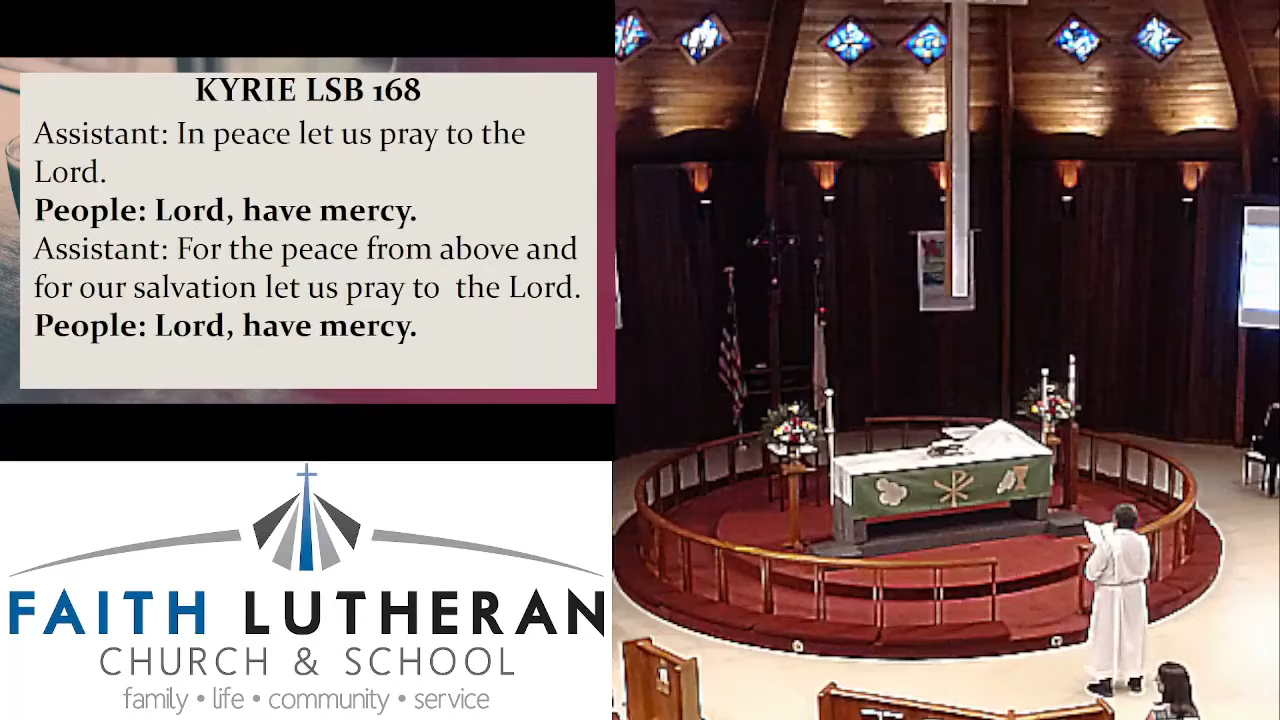 KYRIE LSB 168
Assistant: In peace let us pray to the
Lord.
People: Lord, have mercy.
Assistant: For the peace from above and
for our salvation let us pray to  the Lord.
People: Lord, have mercy.
FAITH LUTHERAN
CHURCH & SCHOOL
family • life • community • service